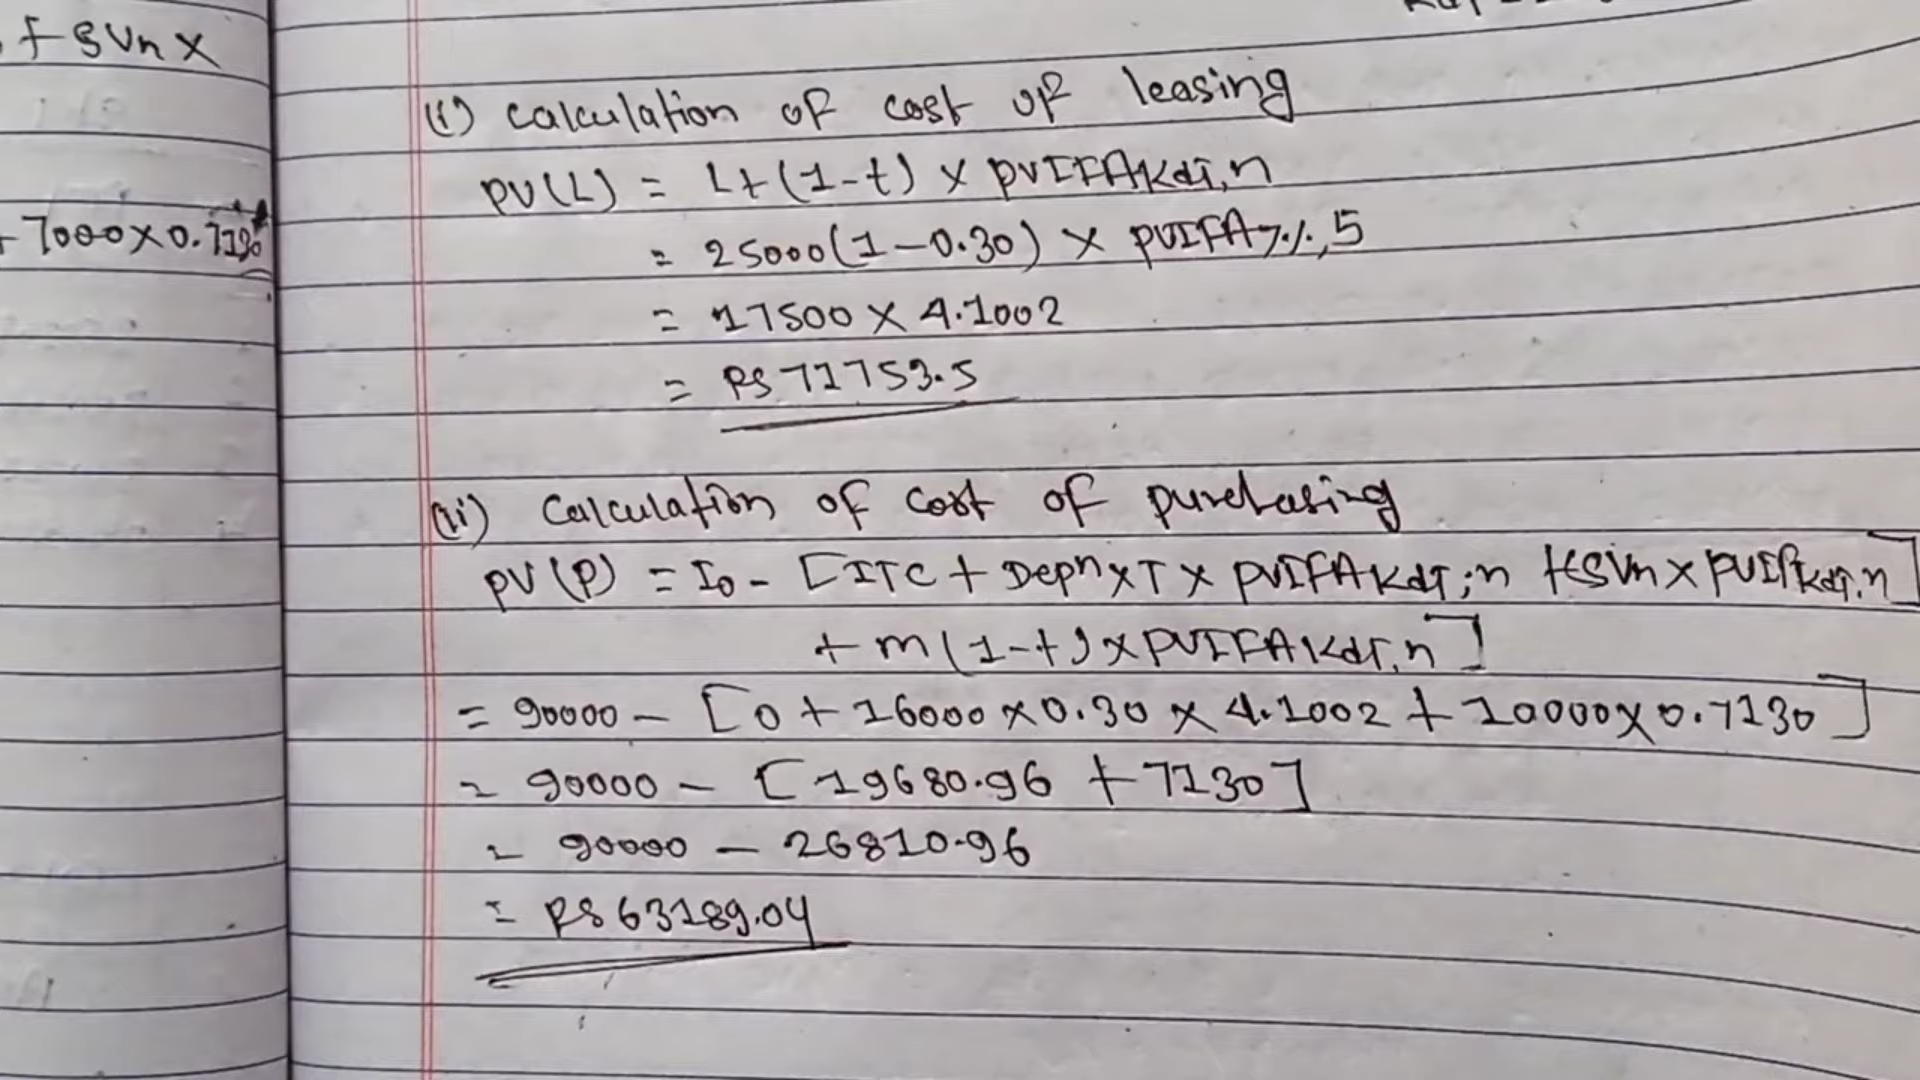 + SVn x
- 7000 x 0.7130
(i) calculation of cost of leasing
PV(L) = Lt (1-t) x PVIFAKdT,n
= 25000(1-0.30) x PVIFA7%,5
= 17500 x 4.1002
= RS 71753.5
(ii) Calculation of cost of purchasing
PV(P) = I0 - [ITC + Depn x T x PVIFAKdT;n + SVn x PVIFKdT,n]
+ m(1-t) x PVIFAKdT,n]
= 90000 - [0 + 16000 x 0.30 x 4.1002 + 10000 x 0.7130]
= 90000 - [19680.96 + 7130]
= 90000 - 26810.96
= RS 63189.04